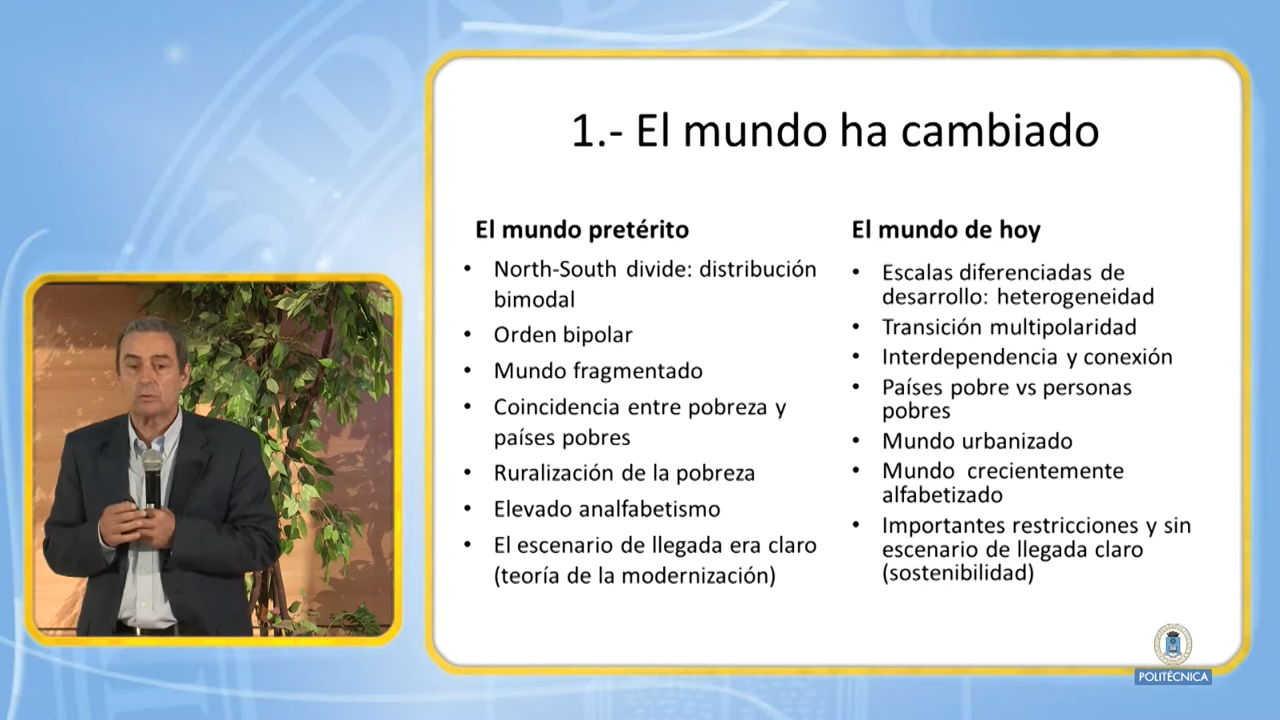 1.- El mundo ha cambiado
El mundo pretérito
• North-South divide: distribución
bimodal
• Orden bipolar
• Mundo fragmentado
• Coincidencia entre pobreza y
países pobres
• Ruralización de la pobreza
• Elevado analfabetismo
• El escenario de llegada era claro
(teoría de la modernización)
El mundo de hoy
• Escalas diferenciadas de
desarrollo: heterogeneidad
• Transición multipolaridad
• Interdependencia y conexión
• Países pobre vs personas
pobres
• Mundo urbanizado
• Mundo crecientemente
alfabetizado
• Importantes restricciones y sin
escenario de llegada claro
(sostenibilidad)
POLITÉCNICA